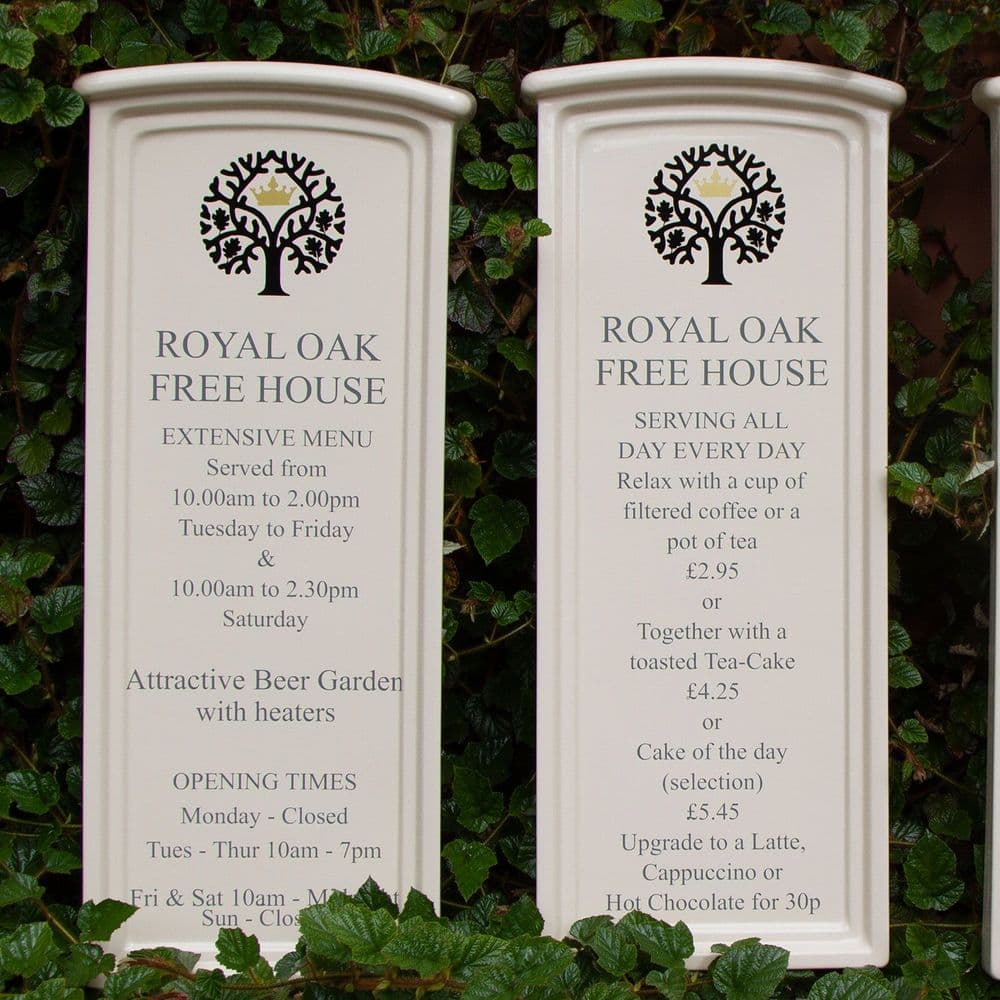 ROYAL OAK
FREE HOUSE
EXTENSIVE MENU
Served from
10.00am to 2.00pm
Tuesday to Friday
&
10.00am to 2.30pm
Saturday
Attractive Beer Garden
with heaters
OPENING TIMES
Monday - Closed
Tues - Thur 10am - 7pm
Fri & Sat 10am -
Sun -
ROYAL OAK
FREE HOUSE
SERVING ALL
DAY EVERY DAY
Relax with a cup of
filtered coffee or a
pot of tea
£2.95
or
Together with a
toasted Tea-Cake
£4.25
or
Cake of the day
(selection)
£5.45
Upgrade to a Latte,
Cappuccino or
Hot Chocolate for 30p